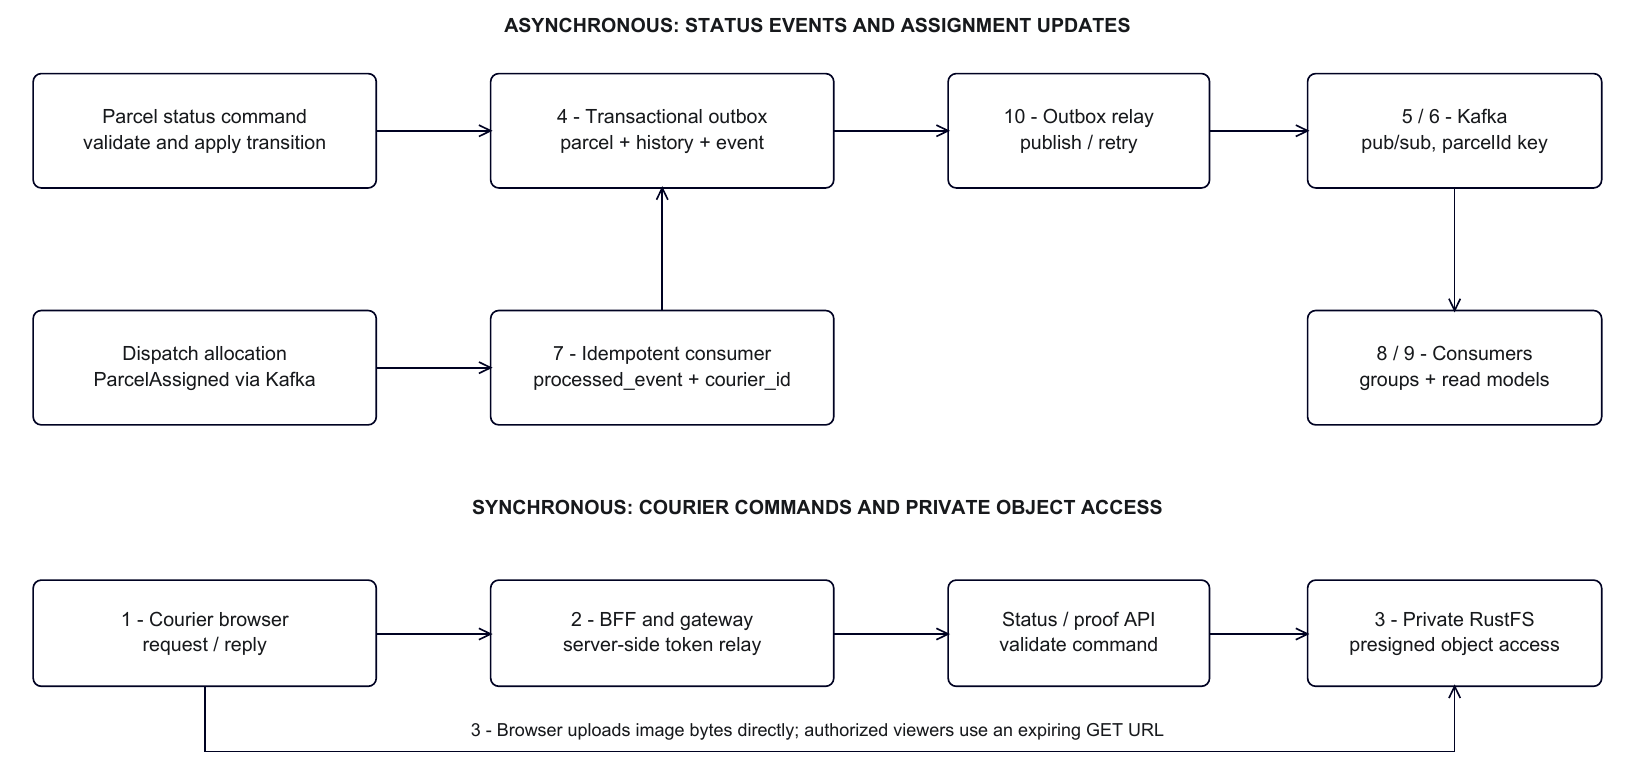 ASYNCHRONOUS: STATUS EVENTS AND ASSIGNMENT UPDATES
Parcel status command
validate and apply transition
4 - Transactional outbox
parcel + history + event
10 - Outbox relay
publish / retry
5 / 6 - Kafka
pub/sub, parcelId key
Dispatch allocation
ParcelAssigned via Kafka
7 - Idempotent consumer
processed_event + courier_id
8 / 9 - Consumers
groups + read models
SYNCHRONOUS: COURIER COMMANDS AND PRIVATE OBJECT ACCESS
1 - Courier browser
request / reply
2 - BFF and gateway
server-side token relay
Status / proof API
validate command
3 - Private RustFS
presigned object access
3 - Browser uploads image bytes directly; authorized viewers use an expiring GET URL